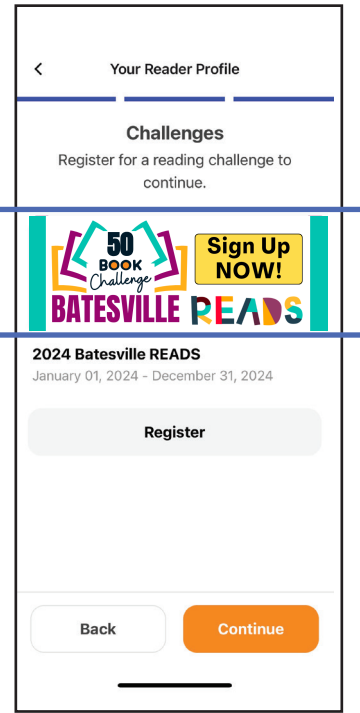 Your Reader Profile
Challenges
Register for a reading challenge to
continue.
50
BOOK
Challenge
Sign Up
NOW!
BATESVILLE READS
2024 Batesville READS
January 01, 2024 - December 31, 2024
Register
Back
Continue